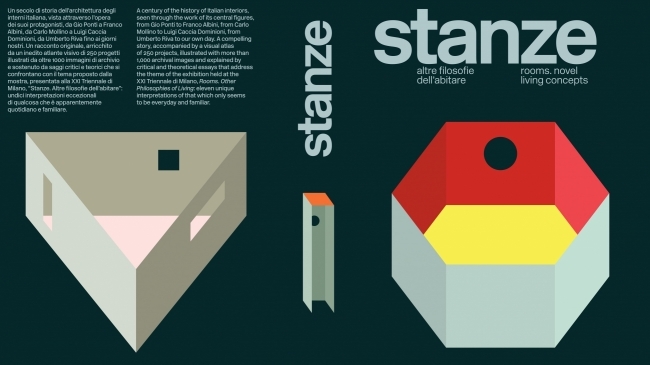 Un secolo di storia dell'architettura degli
interni italiana, vista attraverso l'opera
dei suoi protagonisti, da Gio Ponti a Franco
Albini, da Carlo Mollino a Luigi Caccia
Dominioni, da Umberto Riva fino ai giorni
nostri. Un racconto originale, arricchito
da un inedito atlante visivo di 250 progetti
illustrati da oltre 1000 immagini di archivio
e sostenuto da saggi critici e teorici che si
confrontano con il tema proposto dalla
mostra, presentata alla XXI Triennale di
Milano, "Stanze. Altre filosofie dell'abitare":
undici interpretazioni eccezionali
di qualcosa che è apparentemente
quotidiano e familiare.
A century of the history of Italian interiors,
seen through the work of its central figures,
from Gio Ponti to Franco Albini, from Carlo
Mollino to Luigi Caccia Dominioni, from
Umberto Riva to our own day. A compelling
story, accompanied by a visual atlas
of 250 projects, illustrated with more than
1,000 archival images and explained by
critical and theoretical essays that address
the theme of the exhibition held at the
XXI Triennale di Milano, Rooms. Other
Philosophies of Living: eleven unique
interpretations of that which only seems
to be everyday and familiar.
stanze
stanze
altre filosofie
dell'abitare
rooms. novel
living concepts